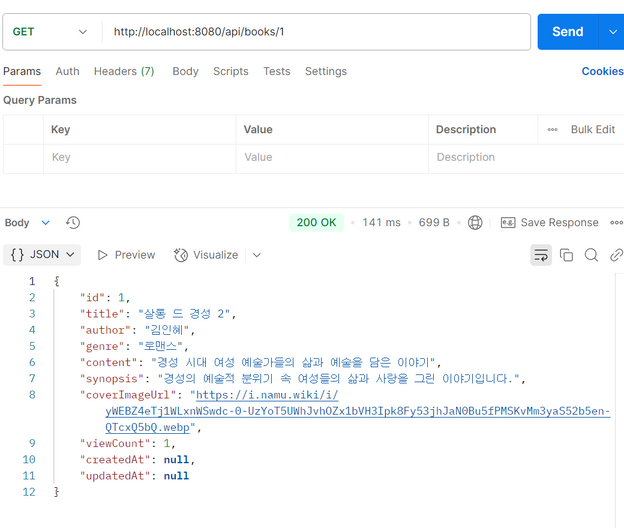 GET http://localhost:8080/api/books/1 Send
Params Auth Headers (7) Body Scripts Tests Settings Cookies
Query Params
Key Value Description Bulk Edit
Key Value Description
Body 200 OK 141 ms 699 B Save Response
{} JSON Preview Visualize
1 {
2 "id": 1,
3 "title": "살롱 드 경성 2",
4 "author": "김인혜",
5 "genre": "로맨스",
6 "content": "경성 시대 여성 예술가들의 삶과 예술을 담은 이야기",
7 "synopsis": "경성의 예술적 분위기 속 여성들의 삶과 사랑을 그린 이야기입니다.",
8 "coverImageUrl": "https://i.namu.wiki/i/
yWEBZ4eTj1WLxnWSwdc-0-UzYoT5UWhJvhOZx1bVH3Ipk8Fy53jhJaN0Bu5fPMSKvMm3yaS52b5en-
QTcxQ5bQ.webp",
9 "viewCount": 1,
10 "createdAt": null,
11 "updatedAt": null
12 }